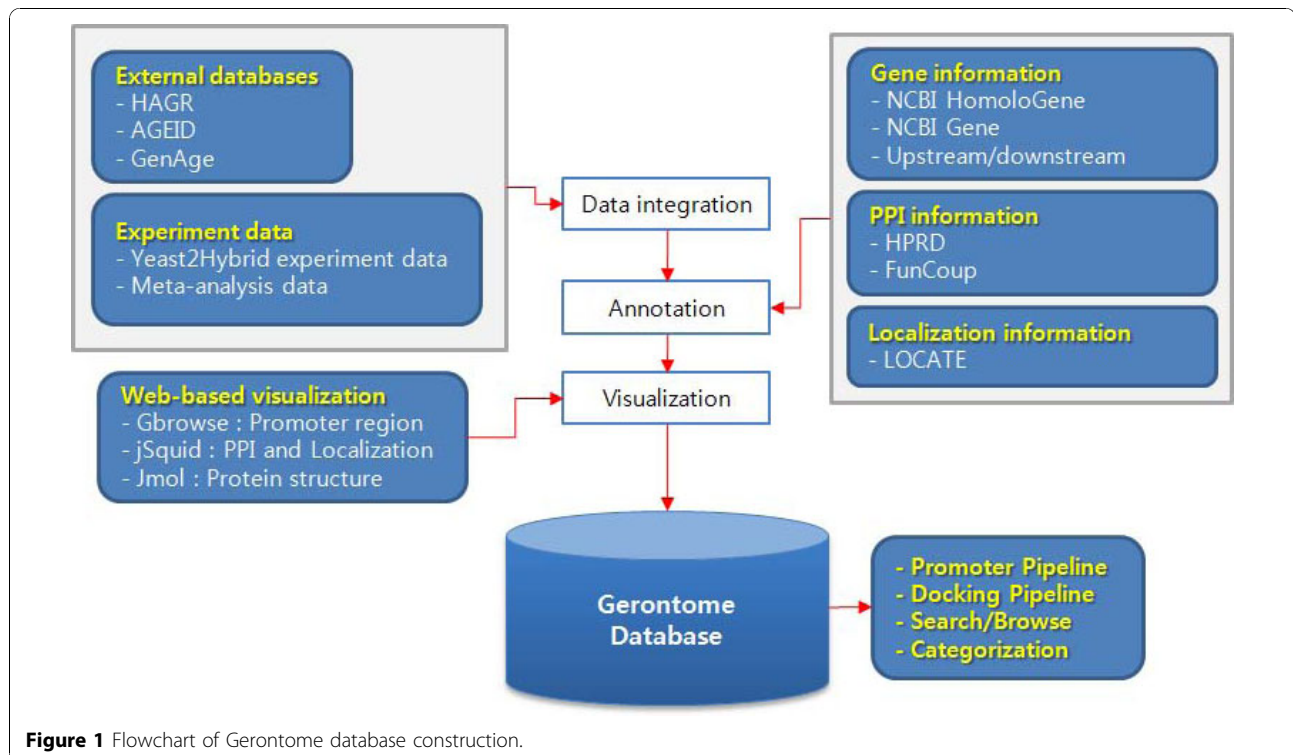 External databases
- HAGR
- AGEID
- GenAge
Experiment data
- Yeast2Hybrid experiment data
- Meta-analysis data
Data integration
Annotation
Visualization
Gene information
- NCBI HomoloGene
- NCBI Gene
- Upstream/downstream
PPI information
- HPRD
- FunCoup
Localization information
- LOCATE
Web-based visualization
- Gbrowse : Promoter region
- jSquid : PPI and Localization
- Jmol : Protein structure
Gerontome
Database
- Promoter Pipeline
- Docking Pipeline
- Search/Browse
- Categorization
Figure 1 Flowchart of Gerontome database construction.